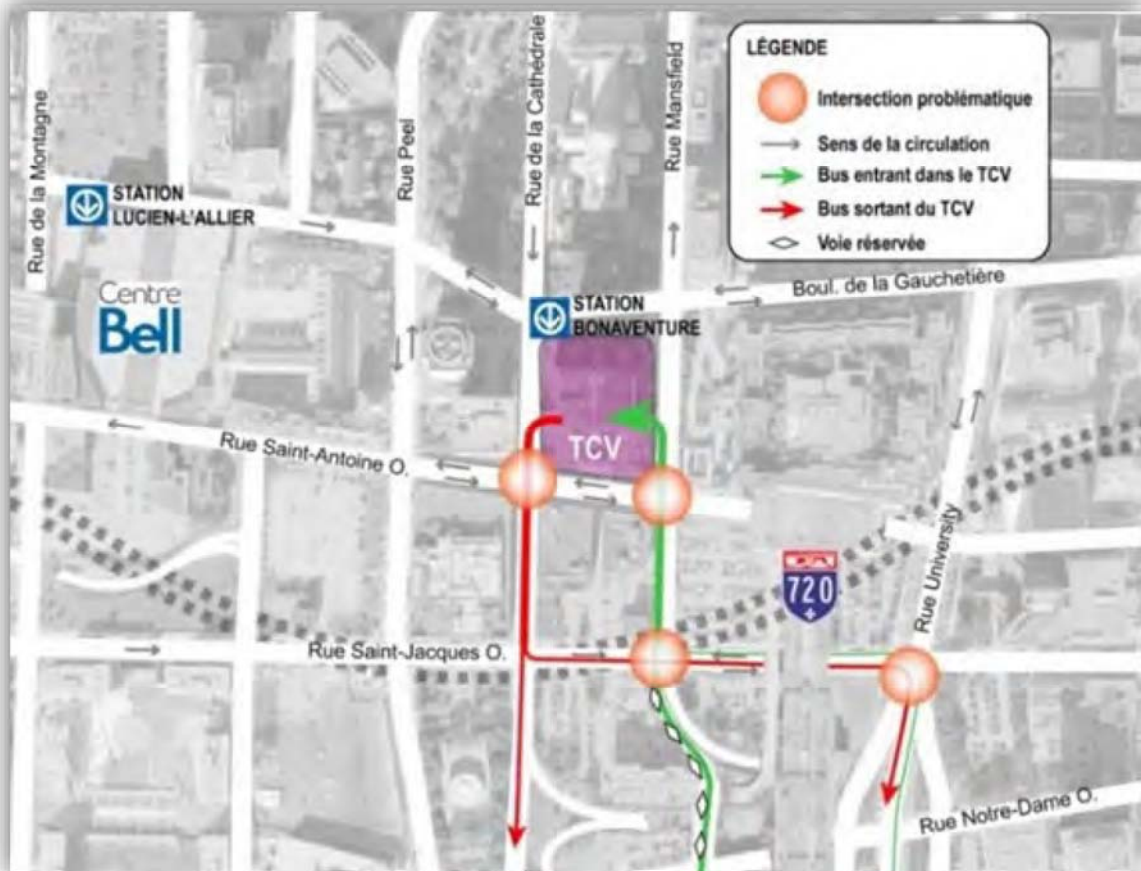 LÉGENDE
Intersection problématique
Sens de la circulation
Bus entrant dans le TCV
Bus sortant du TCV
Voie réservée
Rue de la Montagne
Rue Peel
Rue de la Cathédrale
Rue Mansfield
STATION
LUCIEN-L'ALLIER
Boul. de la Gauchetière
STATION
BONAVENTURE
Centre
Bell
TCV
Rue Saint-Antoine O.
Rue University
720
Rue Saint-Jacques O.
Rue Notre-Dame O.